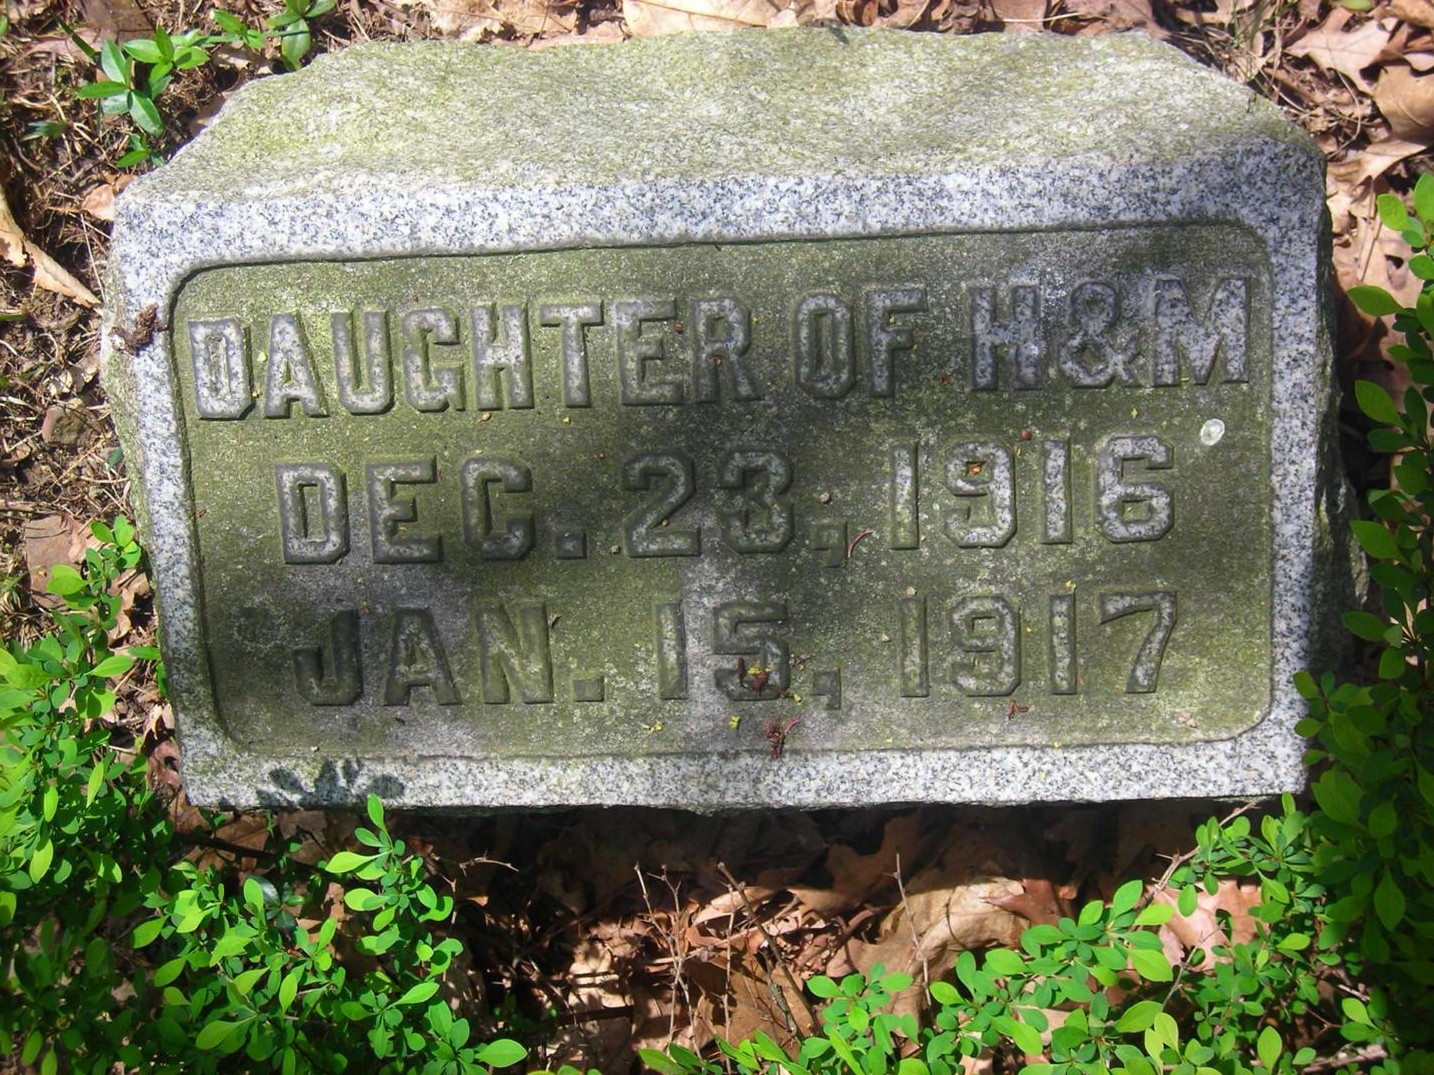 DAUGHTER OF H&M
DEC. 23, 1916
JAN. 15, 1917